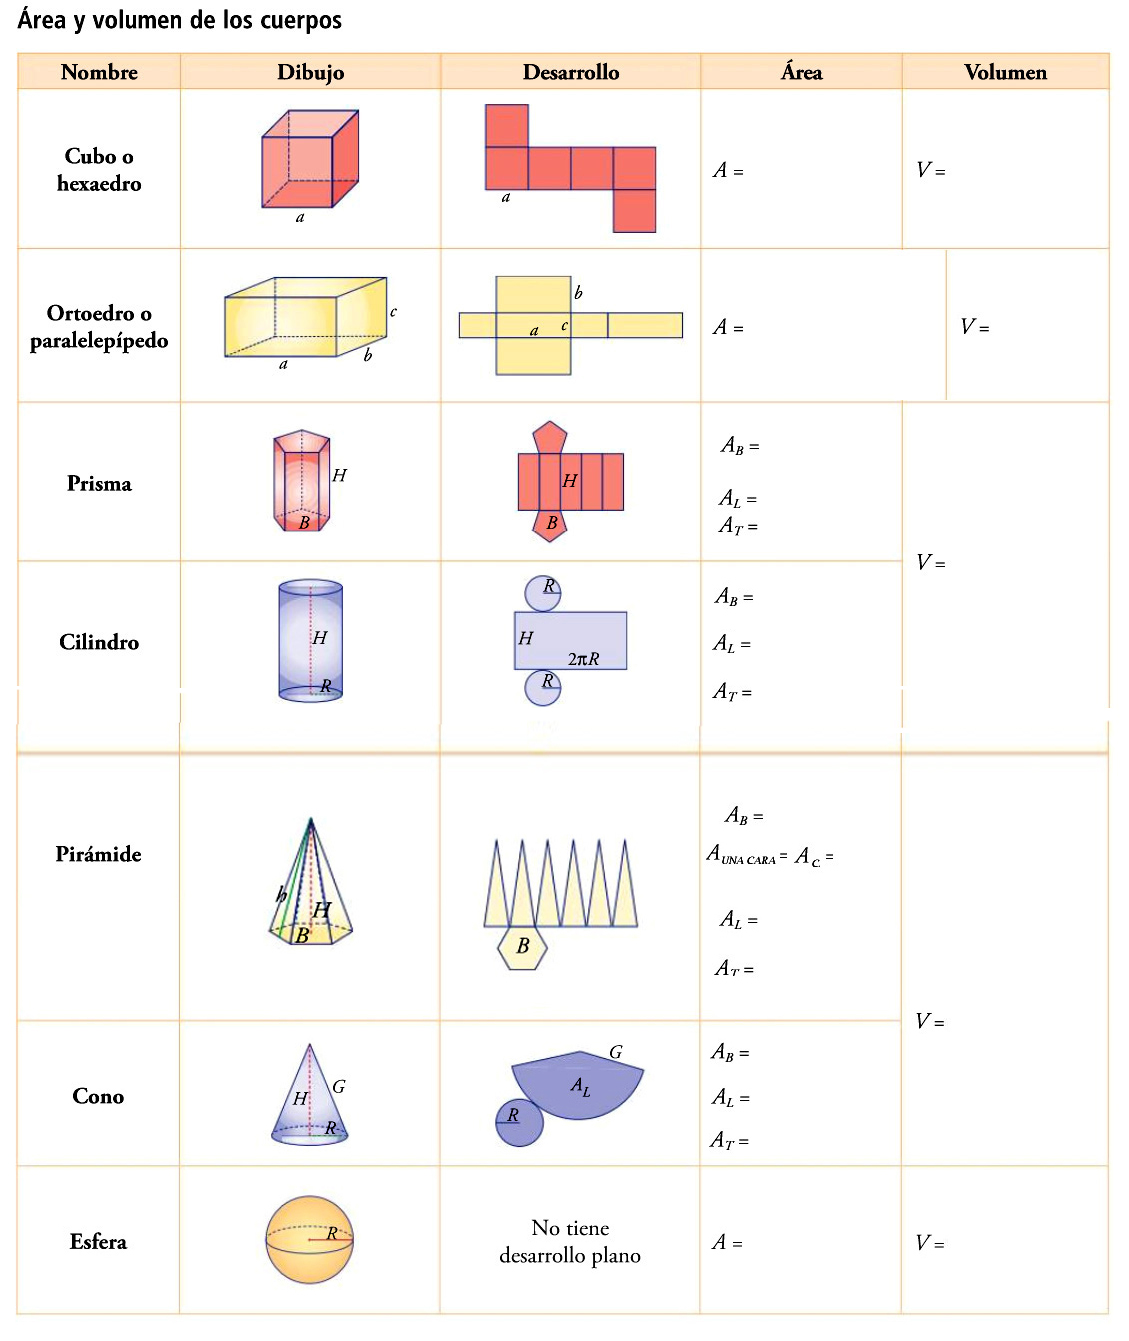 Área y volumen de los cuerpos
Nombre Dibujo Desarrollo Área Volumen
Cubo o
hexaedro
a
a
A =
V =
Ortoedro o
paralelepípedo
a
b
c
a
b
c
A =
V =
Prisma
H
B
H
B
A_B =
A_L =
A_T =
V =
Cilindro
H
R
R
H
2πR
R
A_B =
A_L =
A_T =
Pirámide
h
H
B
B
A_B =
A_UNA CARA = A_C. =
A_L =
A_T =
V =
Cono
H
G
R
G
A_L
R
A_B =
A_L =
A_T =
Esfera
R
No tiene
desarrollo plano
A =
V =